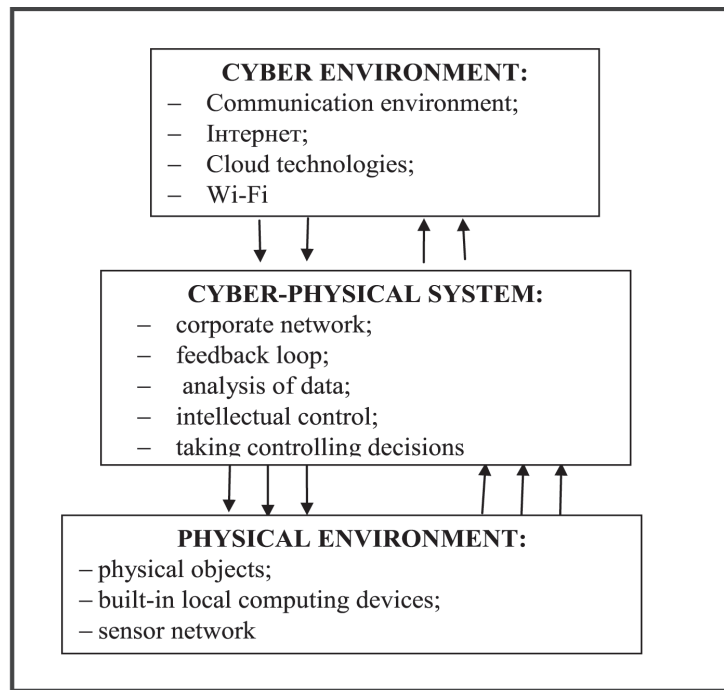 CYBER ENVIRONMENT:
– Communication environment;
– Інтернет;
– Cloud technologies;
– Wi-Fi
CYBER-PHYSICAL SYSTEM:
– corporate network;
– feedback loop;
– analysis of data;
– intellectual control;
– taking controlling decisions
PHYSICAL ENVIRONMENT:
– physical objects;
– built-in local computing devices;
– sensor network